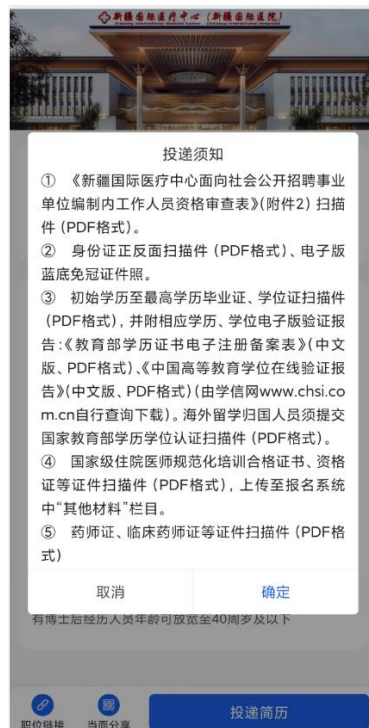 新疆国际医疗中心(新疆国际医院)
投递须知
① 《新疆国际医疗中心面向社会公开招聘事业
单位编制内工作人员资格审查表》(附件2) 扫描
件 (PDF格式)。
② 身份证正反面扫描件 (PDF格式)、电子版
蓝底免冠证件照。
③ 初始学历至最高学历毕业证、学位证扫描件
(PDF格式) , 并附相应学历、学位电子版验证报
告:《教育部学历证书电子注册备案表》(中文
版、PDF格式)、《中国高等教育学位在线验证报
告》(中文版、PDF格式) (由学信网www.chsi.co
m.cn自行查询下载) 。海外留学归国人员须提交
国家教育部学历学位认证扫描件 (PDF格式)。
④ 国家级住院医师规范化培训合格证书、资格
证等证件扫描件 (PDF格式) , 上传至报名系统
中“其他材料”栏目。
⑤ 药师证、临床药师证等证件扫描件 (PDF格
式)
取消
确定
有博士后经历人员年龄可放宽至40周岁及以下
职位链接
当面分享
投递简历